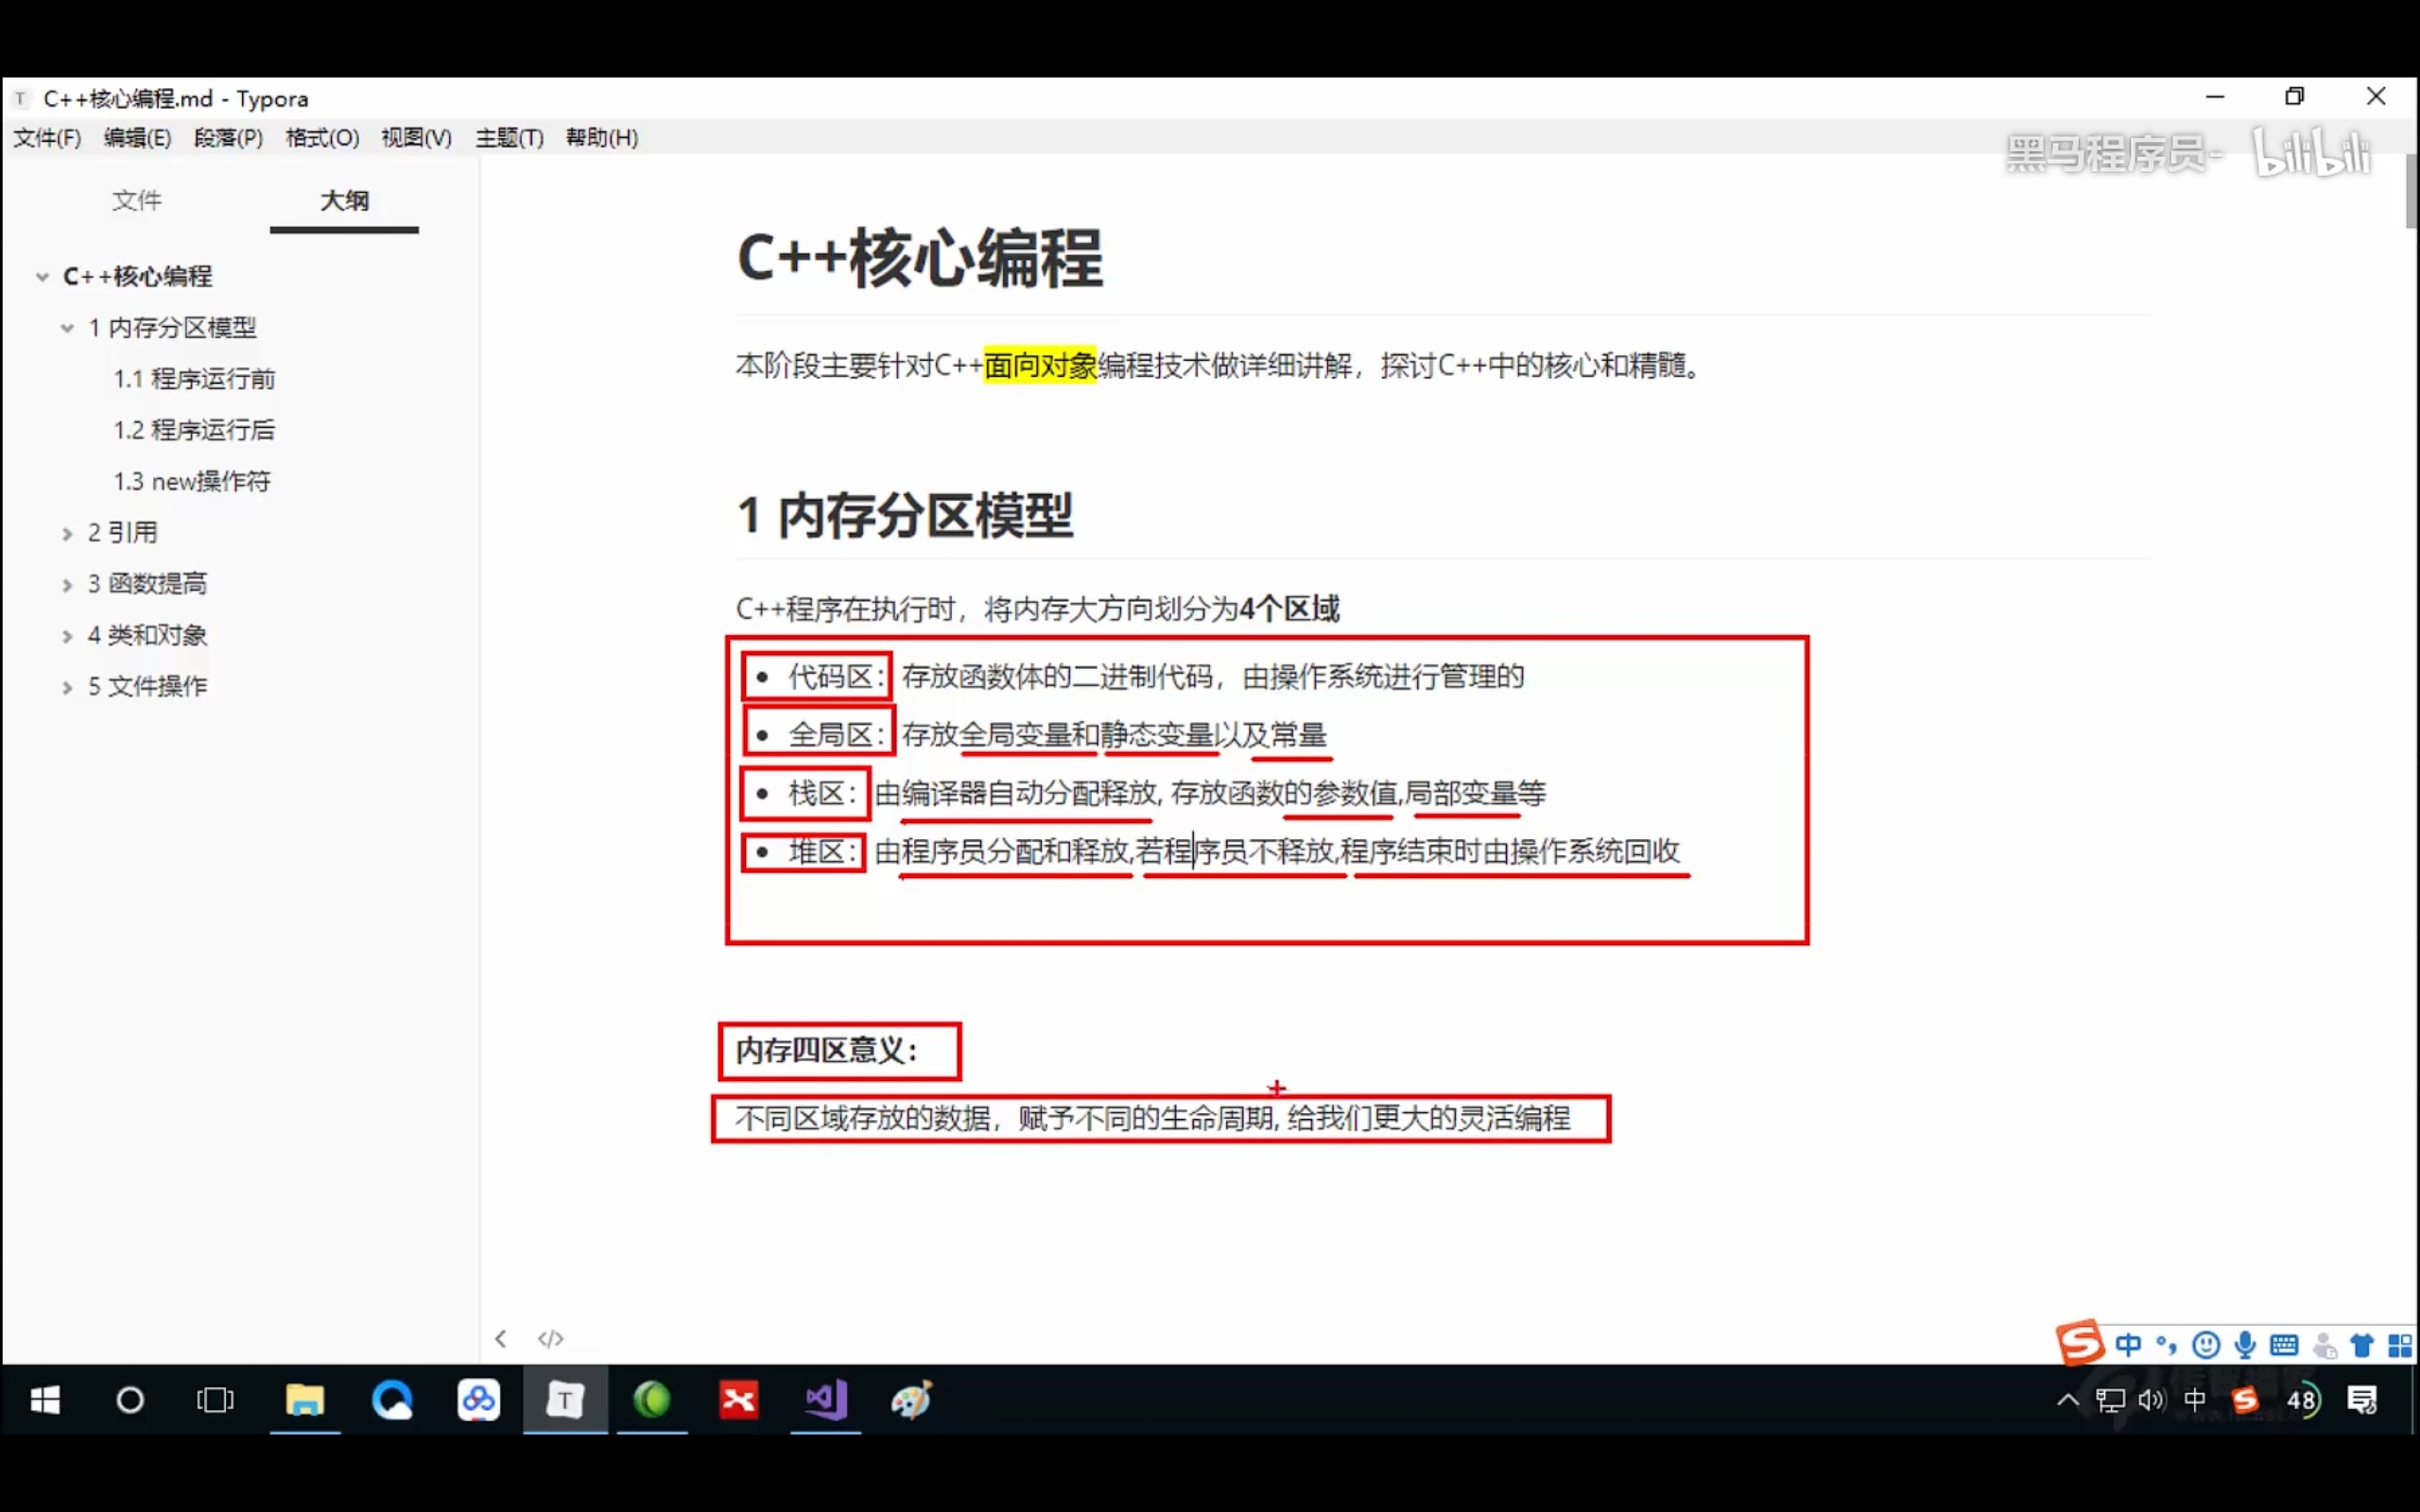 C++核心编程.md - Typora
文件(F) 编辑(E) 段落(P) 格式(O) 视图(V) 主题(T) 帮助(H)
黑马程序员- bilibili
文件 大纲
C++核心编程
1 内存分区模型
1.1 程序运行前
1.2 程序运行后
1.3 new操作符
2 引用
3 函数提高
4 类和对象
5 文件操作
C++核心编程
本阶段主要针对C++面向对象编程技术做详细讲解，探讨C++中的核心和精髓。
1 内存分区模型
C++程序在执行时，将内存大方向划分为4个区域
• 代码区：存放函数体的二进制代码，由操作系统进行管理的
• 全局区：存放全局变量和静态变量以及常量
• 栈区：由编译器自动分配释放, 存放函数的参数值,局部变量等
• 堆区：由程序员分配和释放,若程序员不释放,程序结束时由操作系统回收
内存四区意义：
不同区域存放的数据，赋予不同的生命周期, 给我们更大的灵活编程
中
T
中 48